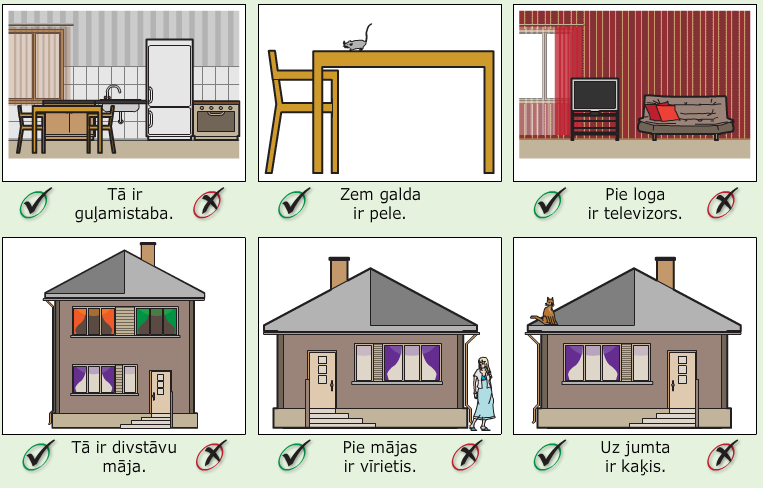 Tā ir
guļamistaba.
Zem galda
ir pele.
Pie loga
ir televizors.
Tā ir divstāvu
māja.
Pie mājas
ir vīrietis.
Uz jumta
ir kaķis.